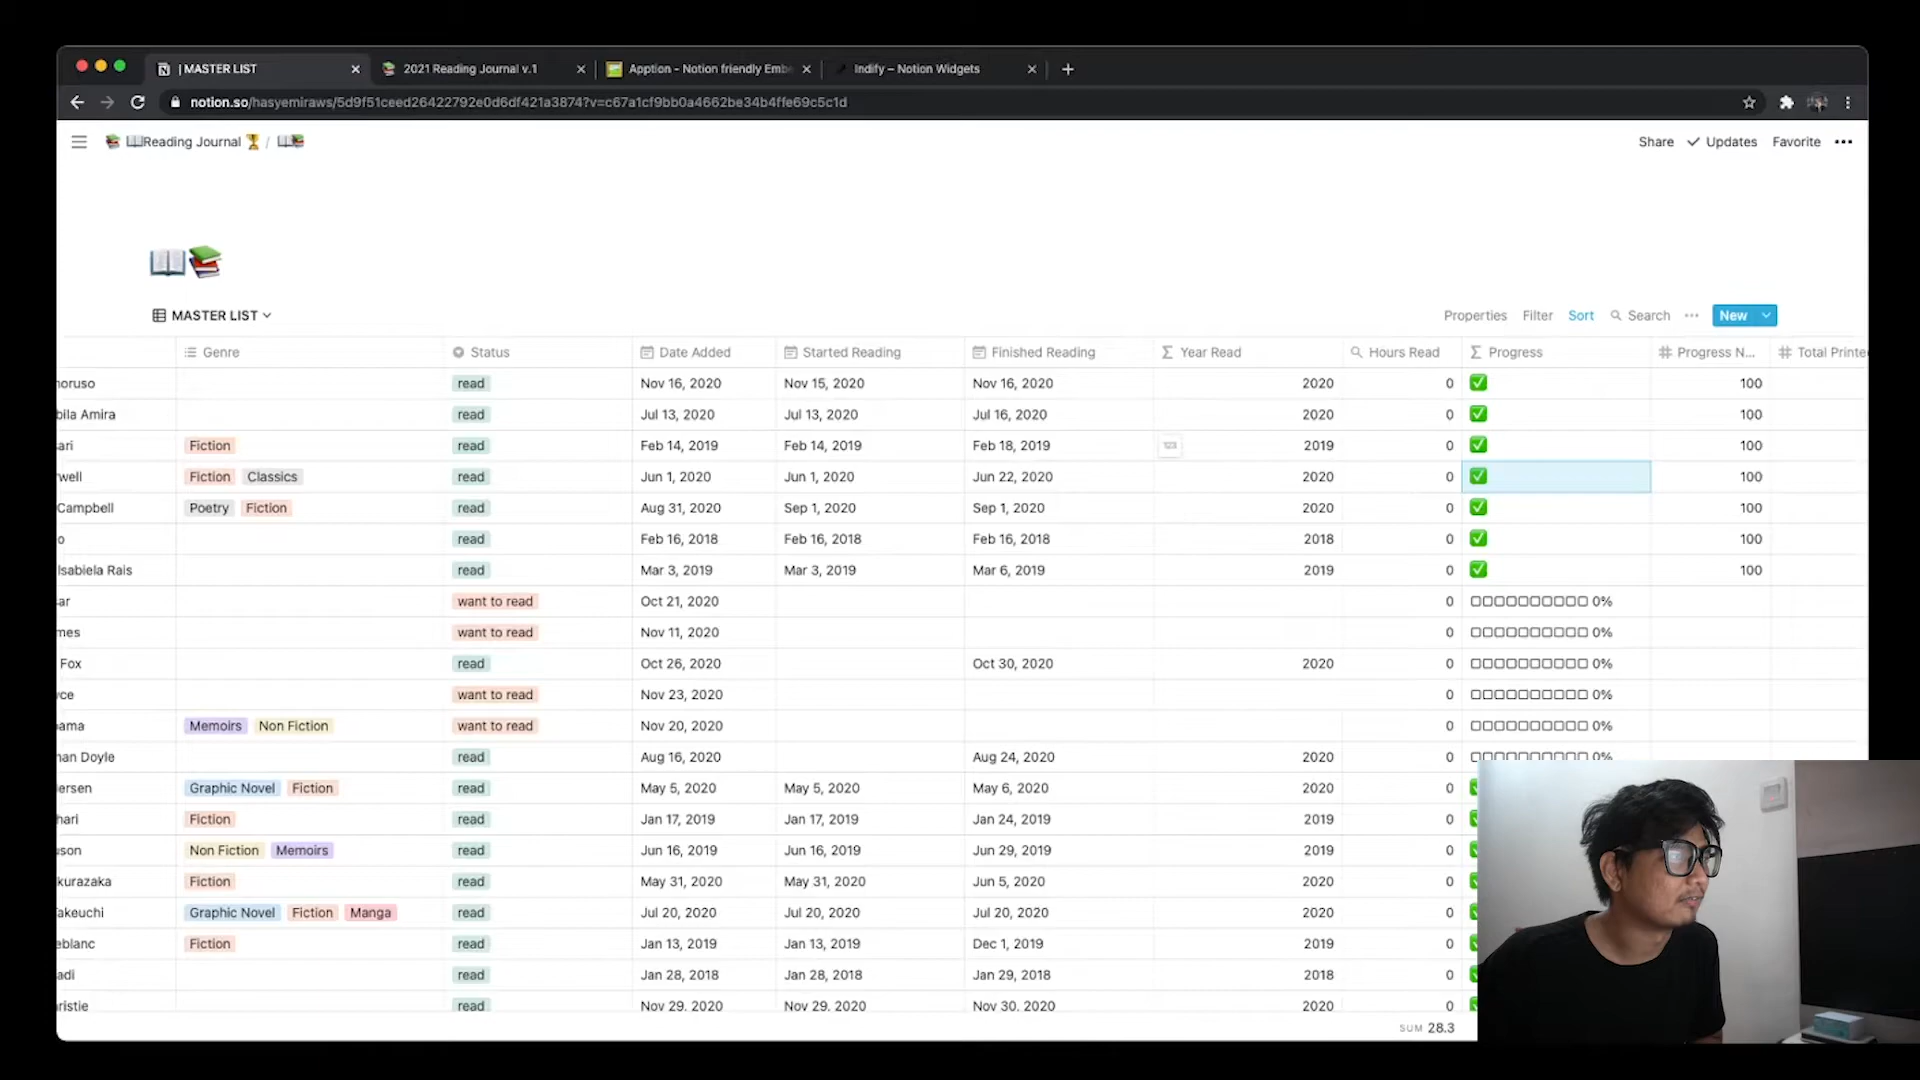 | MASTER LIST
2021 Reading Journal v.1
Apption - Notion friendly Emb
Indify – Notion Widgets
notion.so/hasyemiraws/5d9f51ceed26422792e0d6df421a3874?v=c67a1cf9bb0a4662be34b4ffe69c5c1d
Reading Journal /
Share Updates Favorite
MASTER LIST
Properties Filter Sort Search New
Genre Status Date Added Started Reading Finished Reading Year Read Hours Read Progress Progress N... Total Printe
oruso read Nov 16, 2020 Nov 15, 2020 Nov 16, 2020 2020 0 100
bila Amira read Jul 13, 2020 Jul 13, 2020 Jul 16, 2020 2020 0 100
sari Fiction read Feb 14, 2019 Feb 14, 2019 Feb 18, 2019 2019 0 100
rwell Fiction Classics read Jun 1, 2020 Jun 1, 2020 Jun 22, 2020 2020 0 100
Campbell Poetry Fiction read Aug 31, 2020 Sep 1, 2020 Sep 1, 2020 2020 0 100
o read Feb 16, 2018 Feb 16, 2018 Feb 16, 2018 2018 0 100
Isabiela Rais read Mar 3, 2019 Mar 3, 2019 Mar 6, 2019 2019 0 100
sar want to read Oct 21, 2020 0 0%
mes want to read Nov 11, 2020 0 0%
Fox read Oct 26, 2020 Oct 30, 2020 2020 0 0%
yce want to read Nov 23, 2020 0 0%
bama Memoirs Non Fiction want to read Nov 20, 2020 0 0%
nan Doyle read Aug 16, 2020 Aug 24, 2020 2020 0 0%
ersen Graphic Novel Fiction read May 5, 2020 May 5, 2020 May 6, 2020 2020 0
hari Fiction read Jan 17, 2019 Jan 17, 2019 Jan 24, 2019 2019 0
son Non Fiction Memoirs read Jun 16, 2019 Jun 16, 2019 Jun 29, 2019 2019 0
kurazaka Fiction read May 31, 2020 May 31, 2020 Jun 5, 2020 2020 0
Takeuchi Graphic Novel Fiction Manga read Jul 20, 2020 Jul 20, 2020 Jul 20, 2020 2020 0
eblanc Fiction read Jan 13, 2019 Jan 13, 2019 Dec 1, 2019 2019 0
adi read Jan 28, 2018 Jan 28, 2018 Jan 29, 2018 2018 0
ristie read Nov 29, 2020 Nov 29, 2020 Nov 30, 2020 2020 0
SUM 28.3